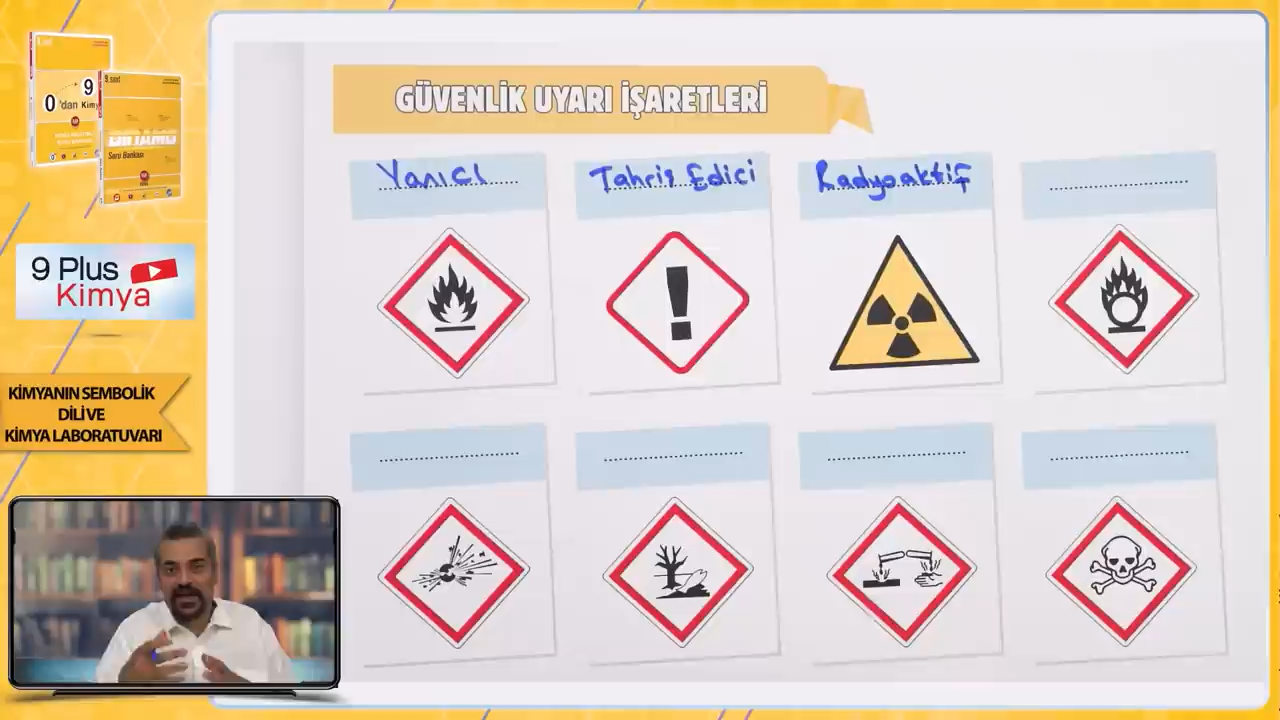 GÜVENLİK UYARI İŞARETLERİ
Yanıcı
Tahriş Edici
Radyoaktif
9
0 'dan Kimya
9. Sınıf
Soru Bankası
9 Plus
Kimya
KİMYANIN SEMBOLİK
DİLİ VE
KİMYA LABORATUVARI